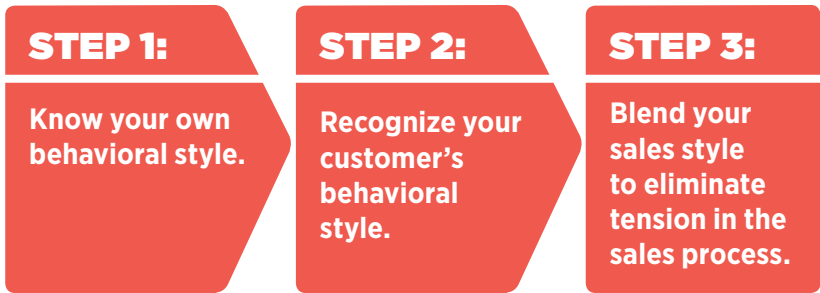 STEP 1:
Know your own
behavioral style.
STEP 2:
Recognize your
customer’s
behavioral
style.
STEP 3:
Blend your
sales style
to eliminate
tension in the
sales process.